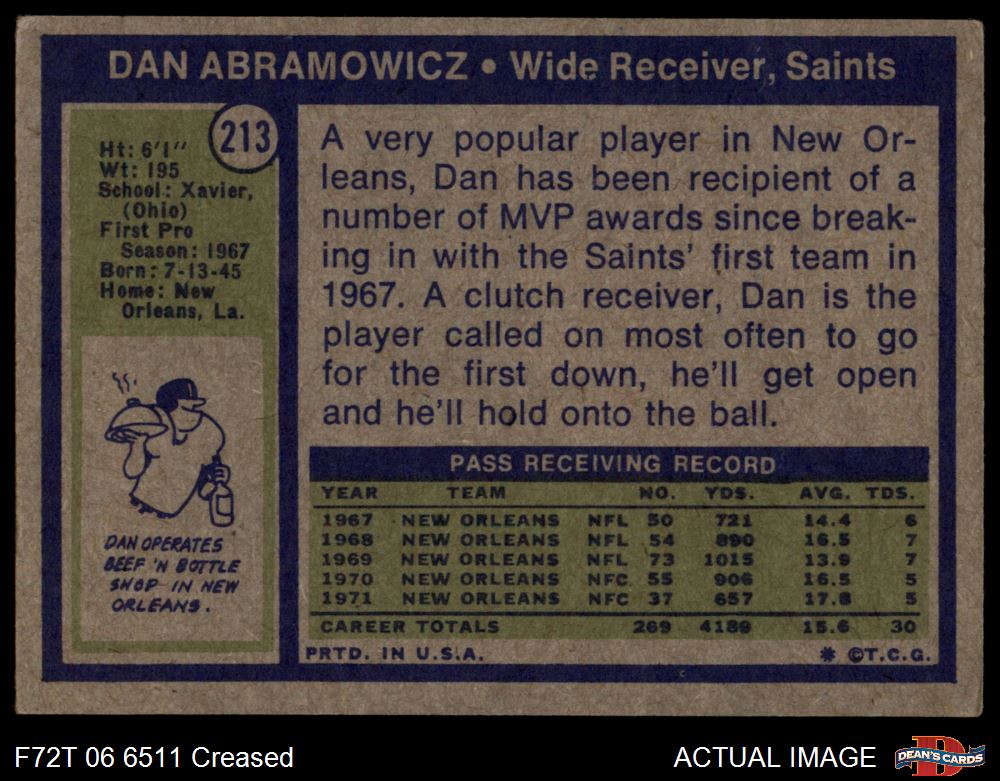 DAN ABRAMOWICZ • Wide Receiver, Saints
213
Ht: 6'1"
Wt: 195
School: Xavier,
(Ohio)
First Pro
Season: 1967
Born: 7-13-45
Home: New
Orleans, La.
DAN OPERATES
BEEF 'N BOTTLE
SHOP IN NEW
ORLEANS.
A very popular player in New Or-
leans, Dan has been recipient of a
number of MVP awards since break-
ing in with the Saints' first team in
1967. A clutch receiver, Dan is the
player called on most often to go
for the first down, he'll get open
and he'll hold onto the ball.
PASS RECEIVING RECORD
YEAR TEAM NO. YDS. AVG. TDS.
1967 NEW ORLEANS NFL 50 721 14.4 6
1968 NEW ORLEANS NFL 54 890 16.5 7
1969 NEW ORLEANS NFL 73 1015 13.9 7
1970 NEW ORLEANS NFC 55 906 16.5 5
1971 NEW ORLEANS NFC 37 657 17.8 5
CAREER TOTALS 269 4189 15.6 30
PRTD. IN U.S.A. * ©T.C.G.
F72T 06 6511 Creased
ACTUAL IMAGE
D
DEAN'S CARDS